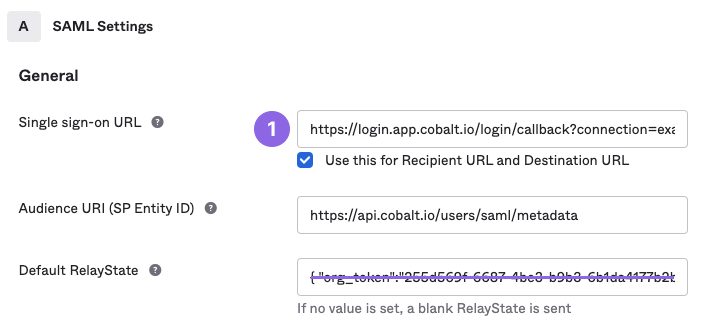 A SAML Settings
General
Single sign-on URL ?
1 https://login.app.cobalt.io/login/callback?connection=exa
Use this for Recipient URL and Destination URL
Audience URI (SP Entity ID) ?
https://api.cobalt.io/users/saml/metadata
Default RelayState ?
{ "org_token":"255d569f-6687-4be3-b9b3-6b1da4177b2b
If no value is set, a blank RelayState is sent